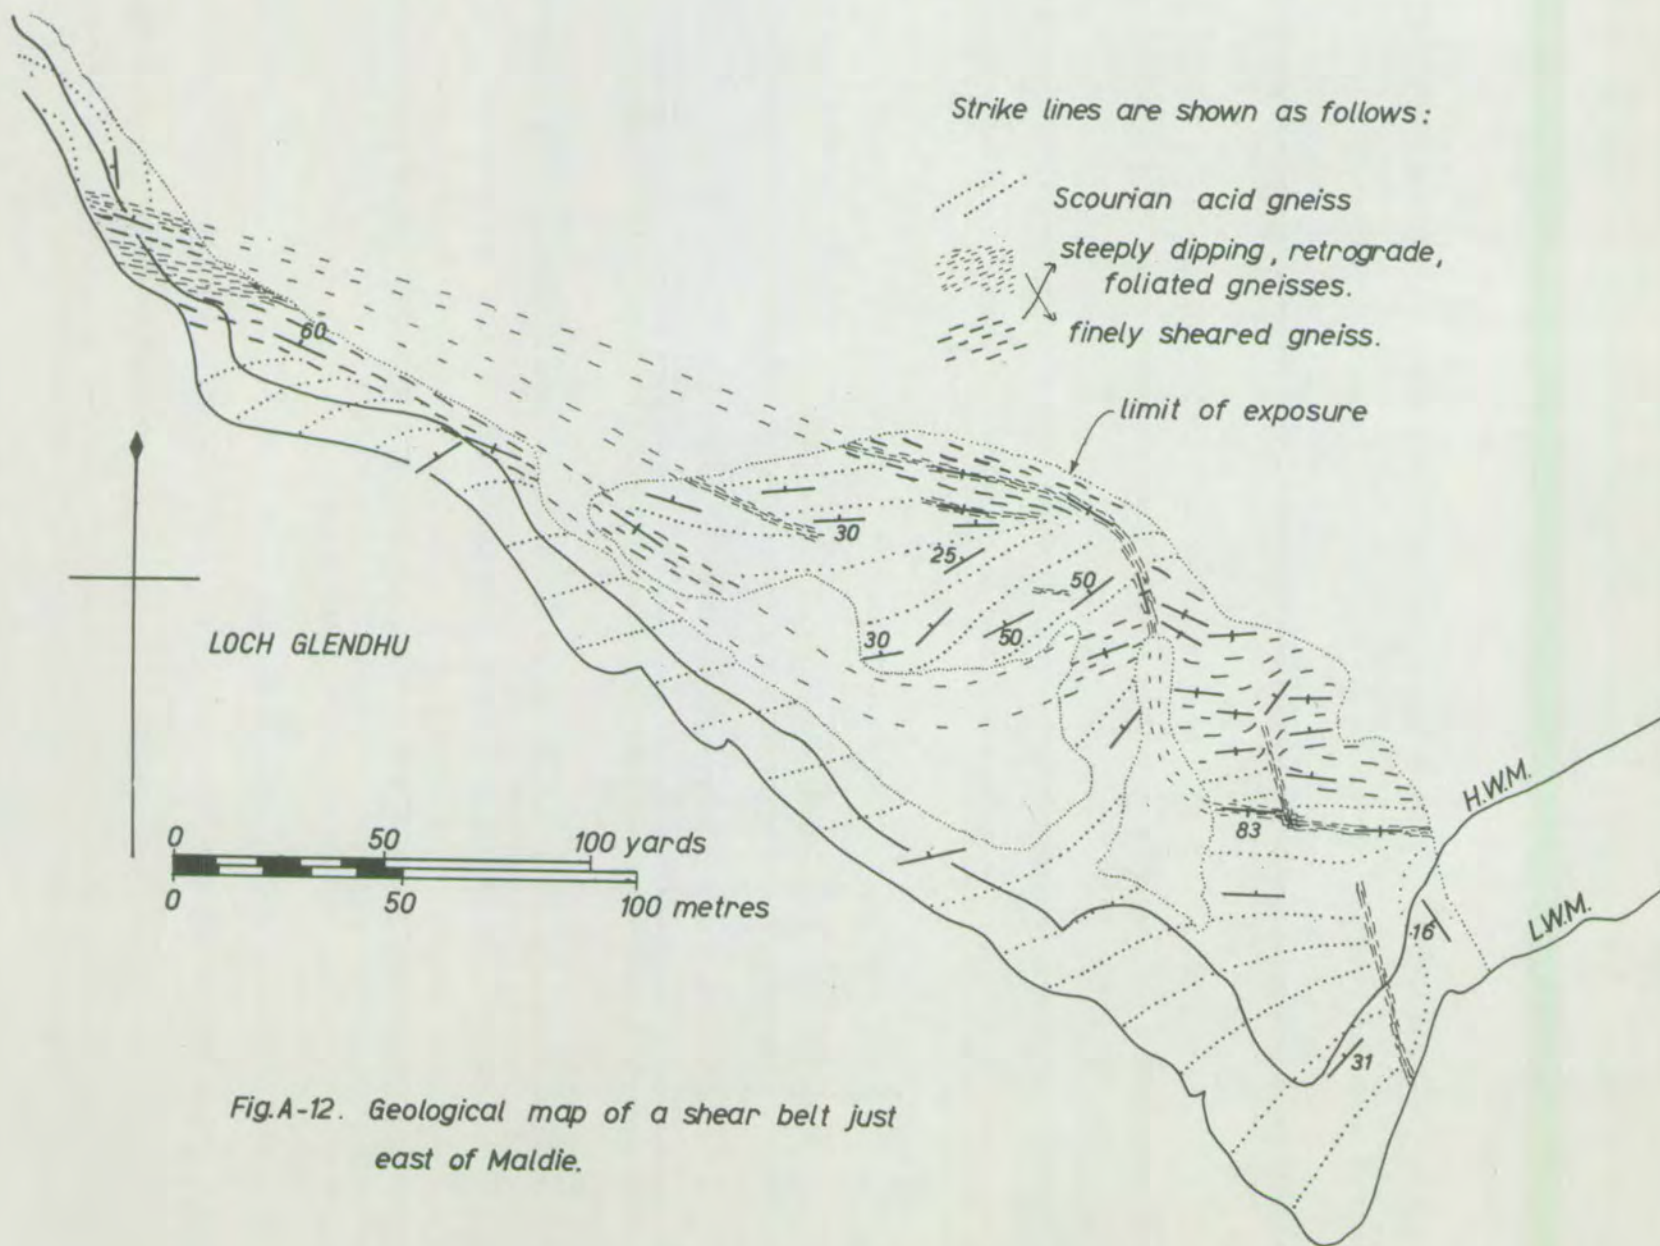 Strike lines are shown as follows:
Scourian acid gneiss
steeply dipping, retrograde,
foliated gneisses.
finely sheared gneiss.
limit of exposure
60
30
25
50
30
50
LOCH GLENDHU
H.W.M.
83
0 50 100 yards
0 50 100 metres
16
L.W.M.
31
Fig.A-12. Geological map of a shear belt just
east of Maldie.